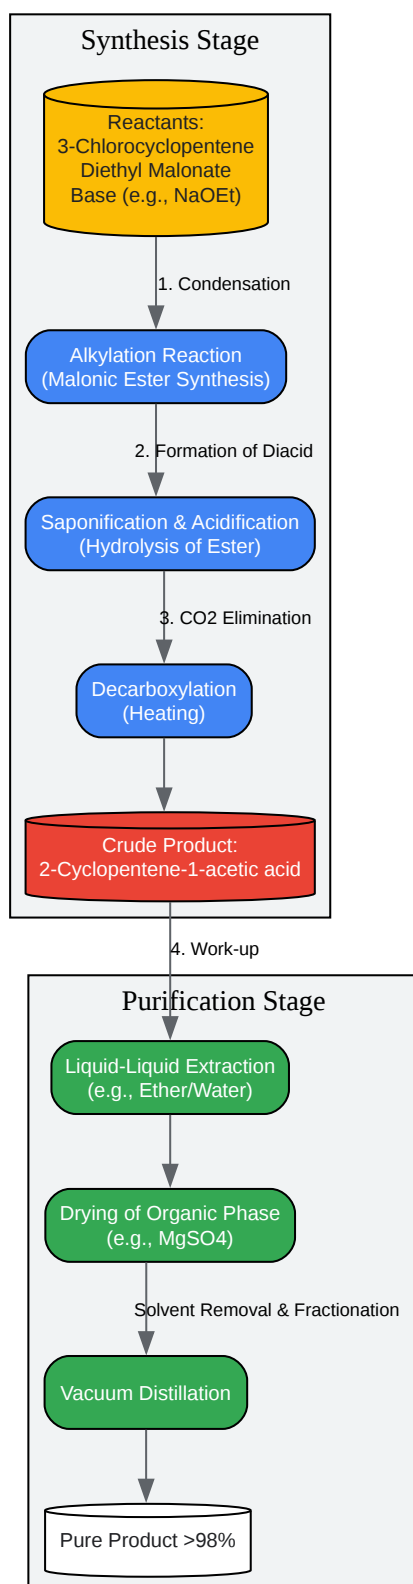 Synthesis Stage
Reactants:
3-Chlorocyclopentene
Diethyl Malonate
Base (e.g., NaOEt)
1. Condensation
Alkylation Reaction
(Malonic Ester Synthesis)
2. Formation of Diacid
Saponification & Acidification
(Hydrolysis of Ester)
3. CO2 Elimination
Decarboxylation
(Heating)
Crude Product:
2-Cyclopentene-1-acetic acid
4. Work-up
Purification Stage
Liquid-Liquid Extraction
(e.g., Ether/Water)
Drying of Organic Phase
(e.g., MgSO4)
Solvent Removal & Fractionation
Vacuum Distillation
Pure Product >98%